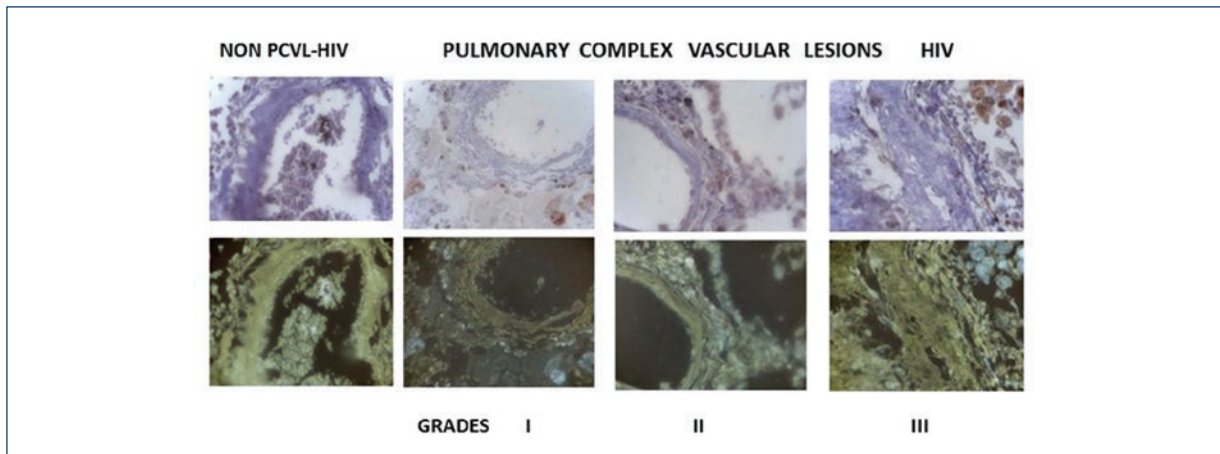 NON PCVL-HIV PULMONARY COMPLEX VASCULAR LESIONS HIV
GRADES I II III